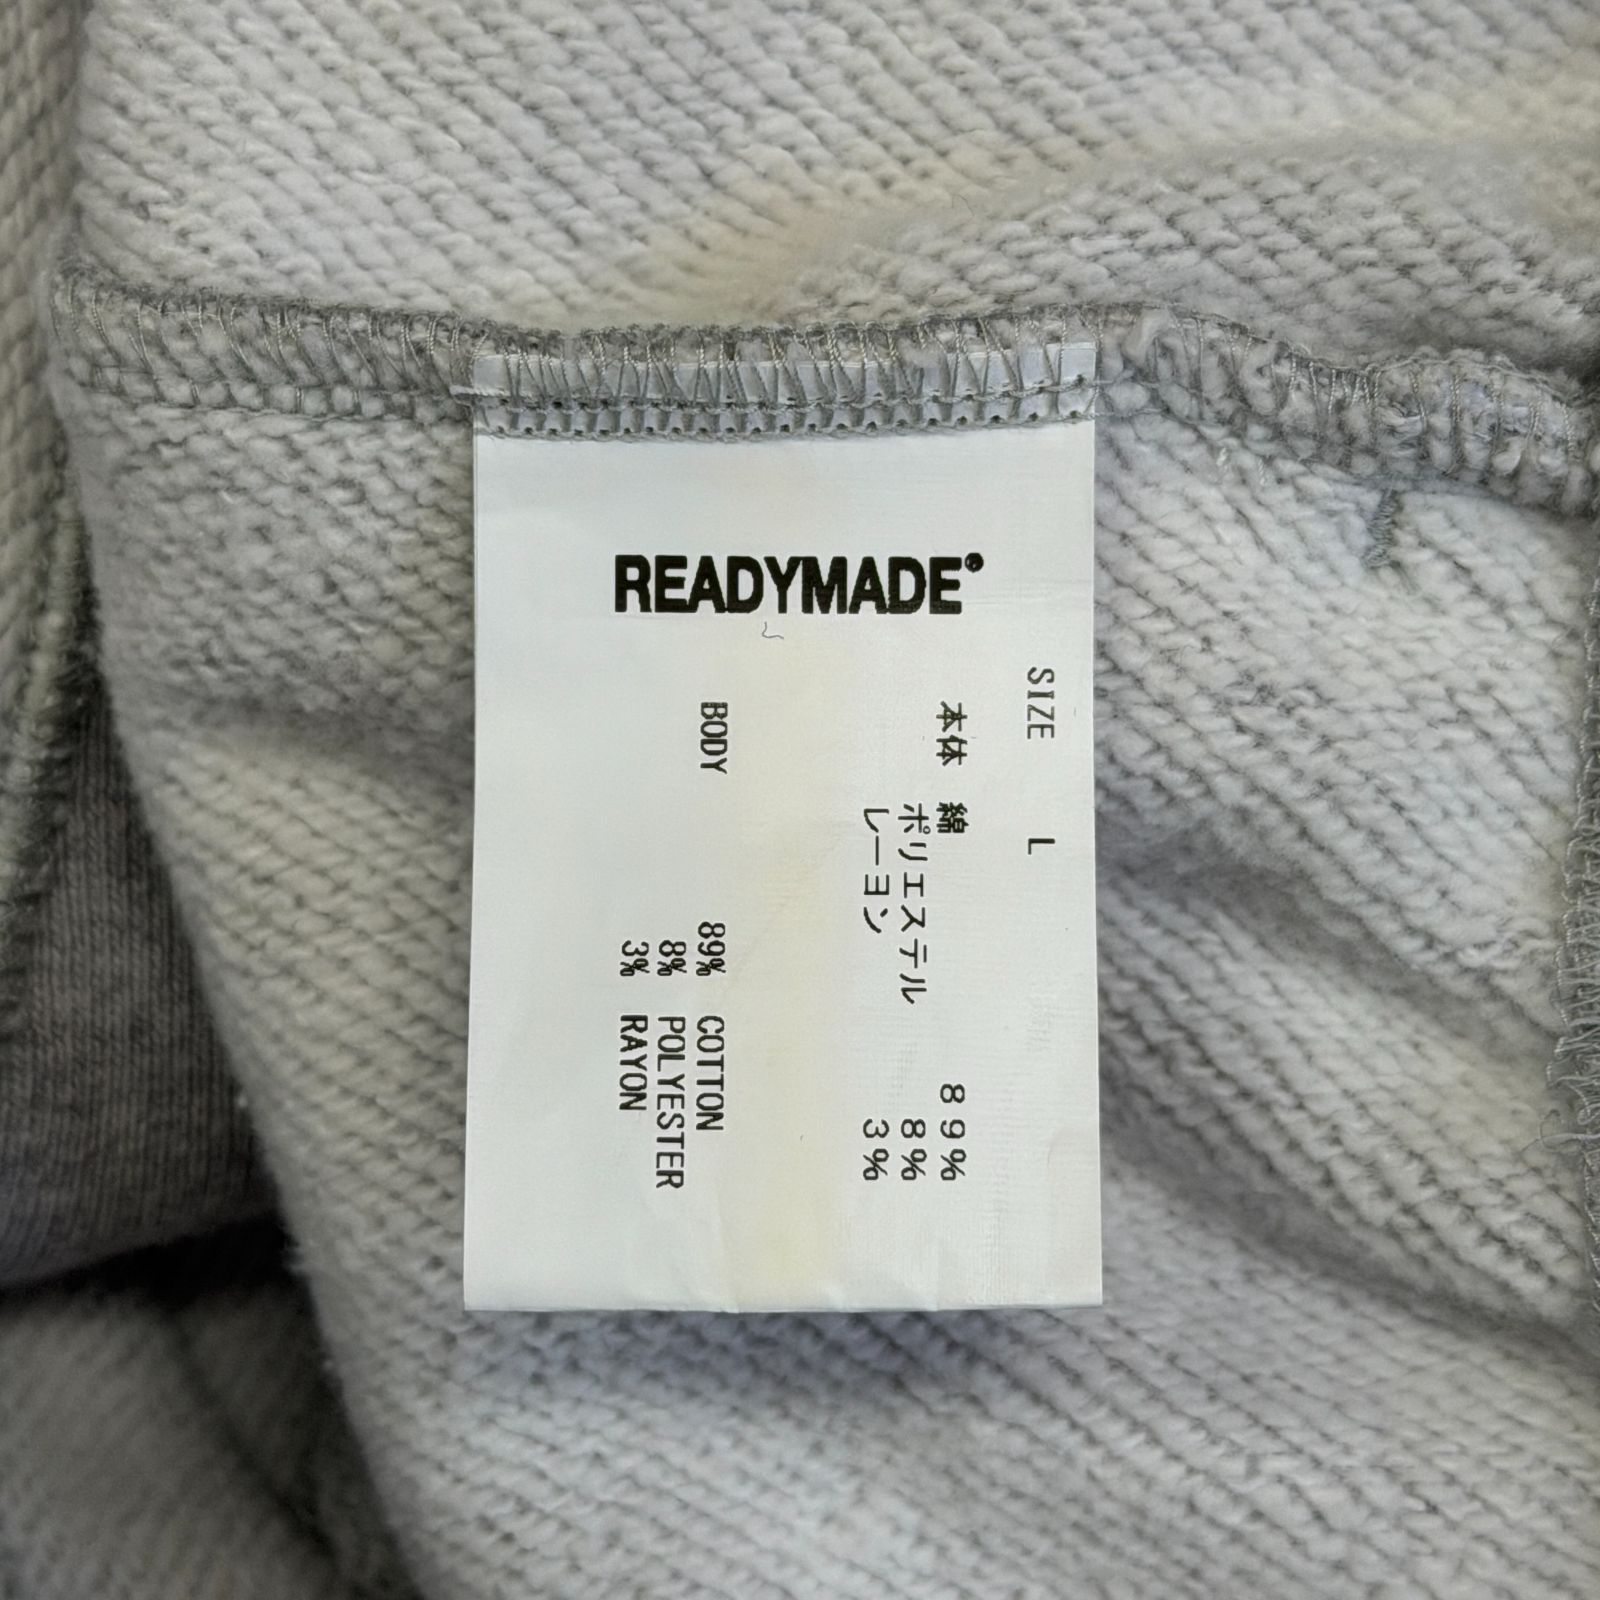 READYMADE®
SIZE L
本体 綿 89%
ポリエステル 8%
レーヨン 3%
BODY 89% COTTON
8% POLYESTER
3% RAYON